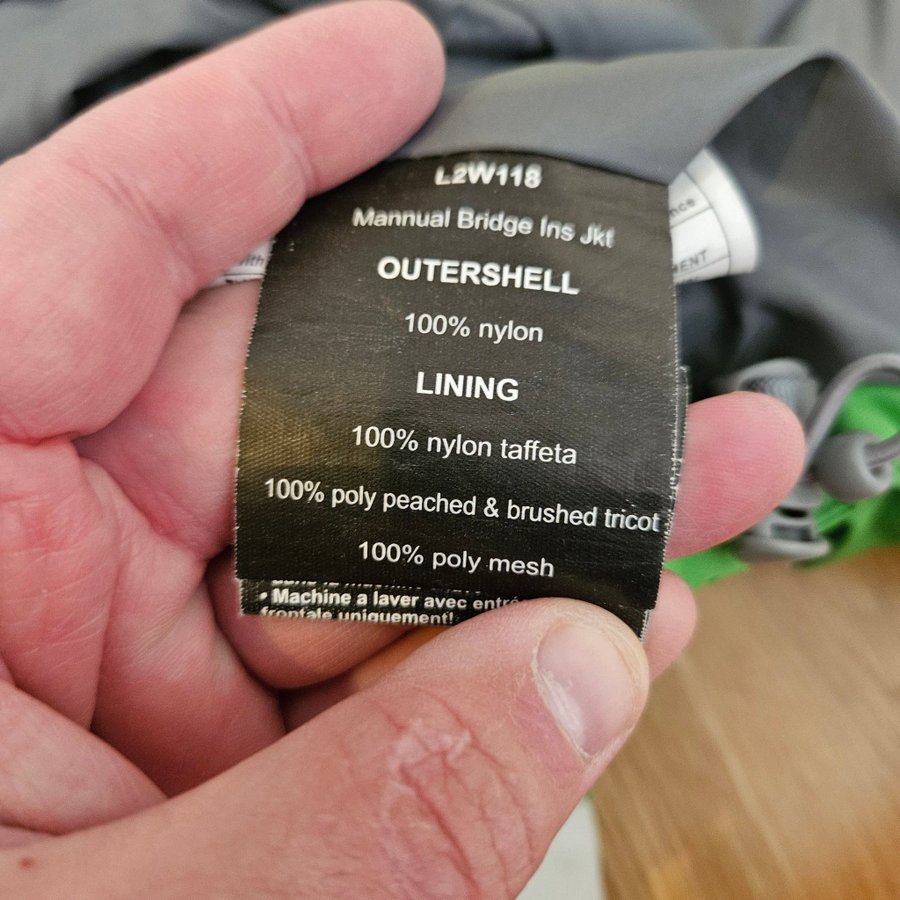 L2W118
Mannual Bridge Ins Jkt
OUTERSHELL
100% nylon
LINING
100% nylon taffeta
100% poly peached & brushed tricot
100% poly mesh
• Machine a laver avec
frontale uniquement!